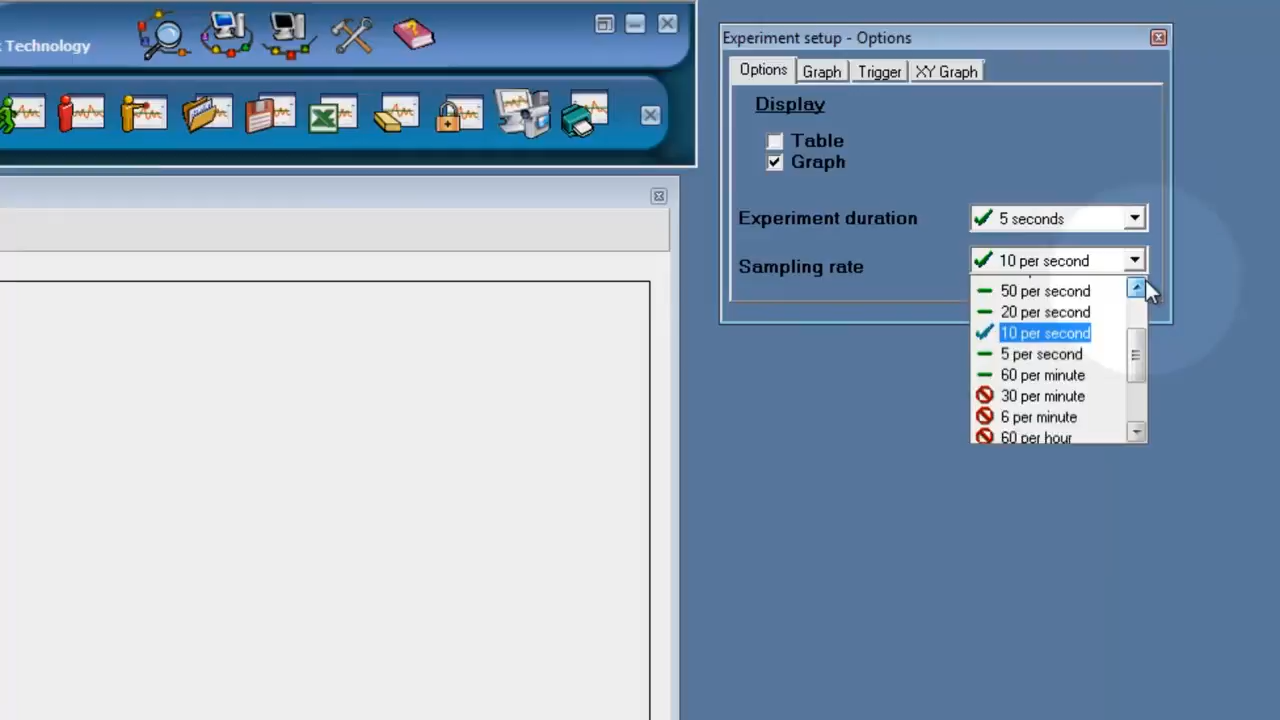 Technology
Experiment setup - Options
Options
Graph
Trigger
XY Graph
Display
Table
Graph
Experiment duration
5 seconds
Sampling rate
10 per second
50 per second
20 per second
10 per second
5 per second
60 per minute
30 per minute
6 per minute
60 per hour